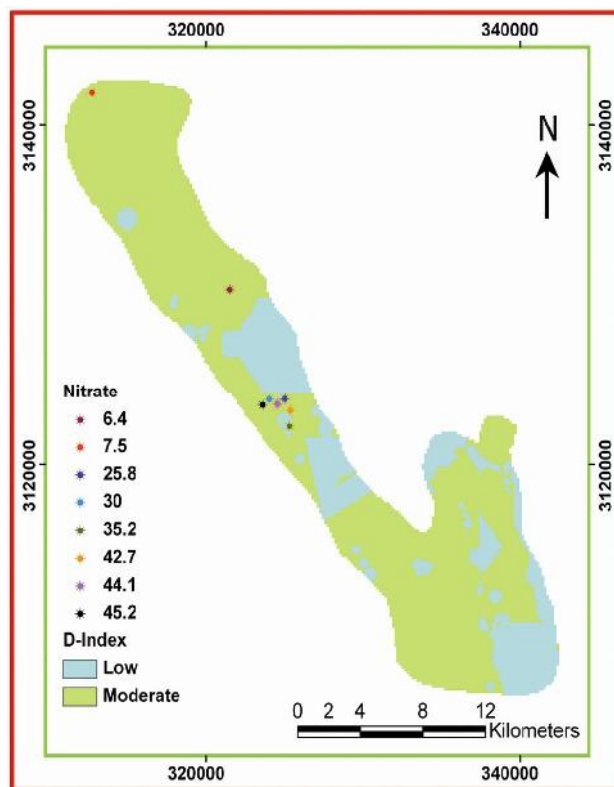 320000
340000
3140000
3140000
N
Nitrate
6.4
7.5
25.8
30
35.2
42.7
44.1
45.2
D-Index
Low
Moderate
3120000
3120000
0 2 4 8 12
Kilometers
320000
340000